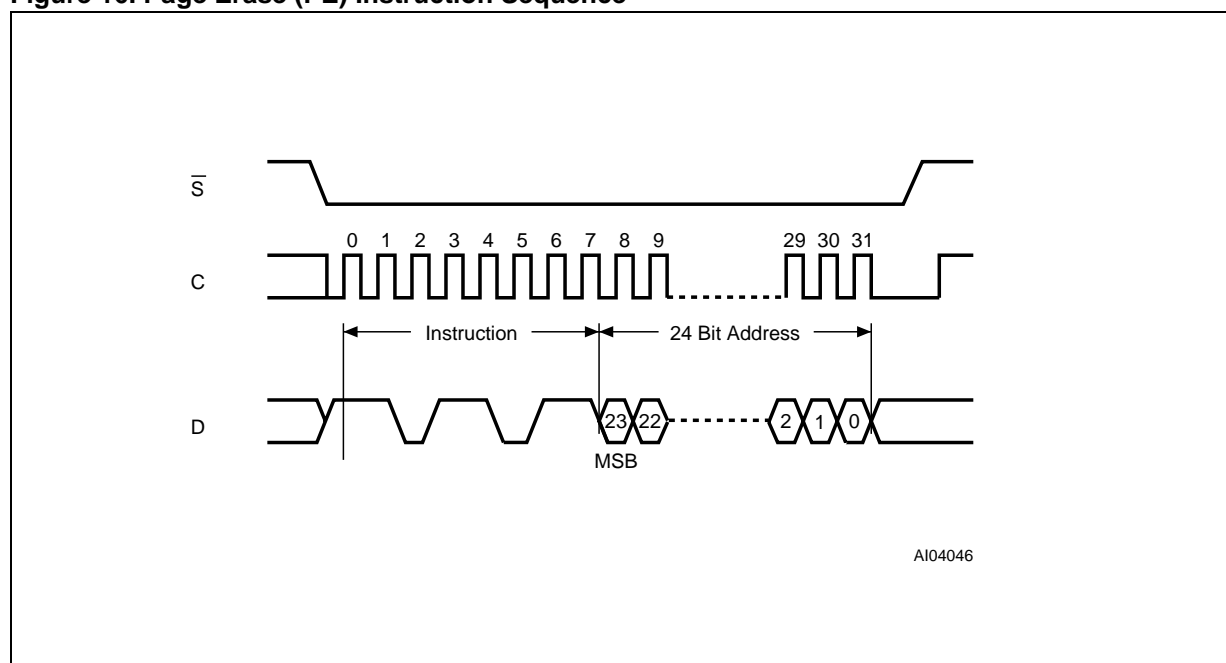 Figure Page Erase (PE) Instruction Sequence
S̅
0 1 2 3 4 5 6 7 8 9 29 30 31
C
Instruction 24 Bit Address
D 23 22 2 1 0
MSB
AI04046